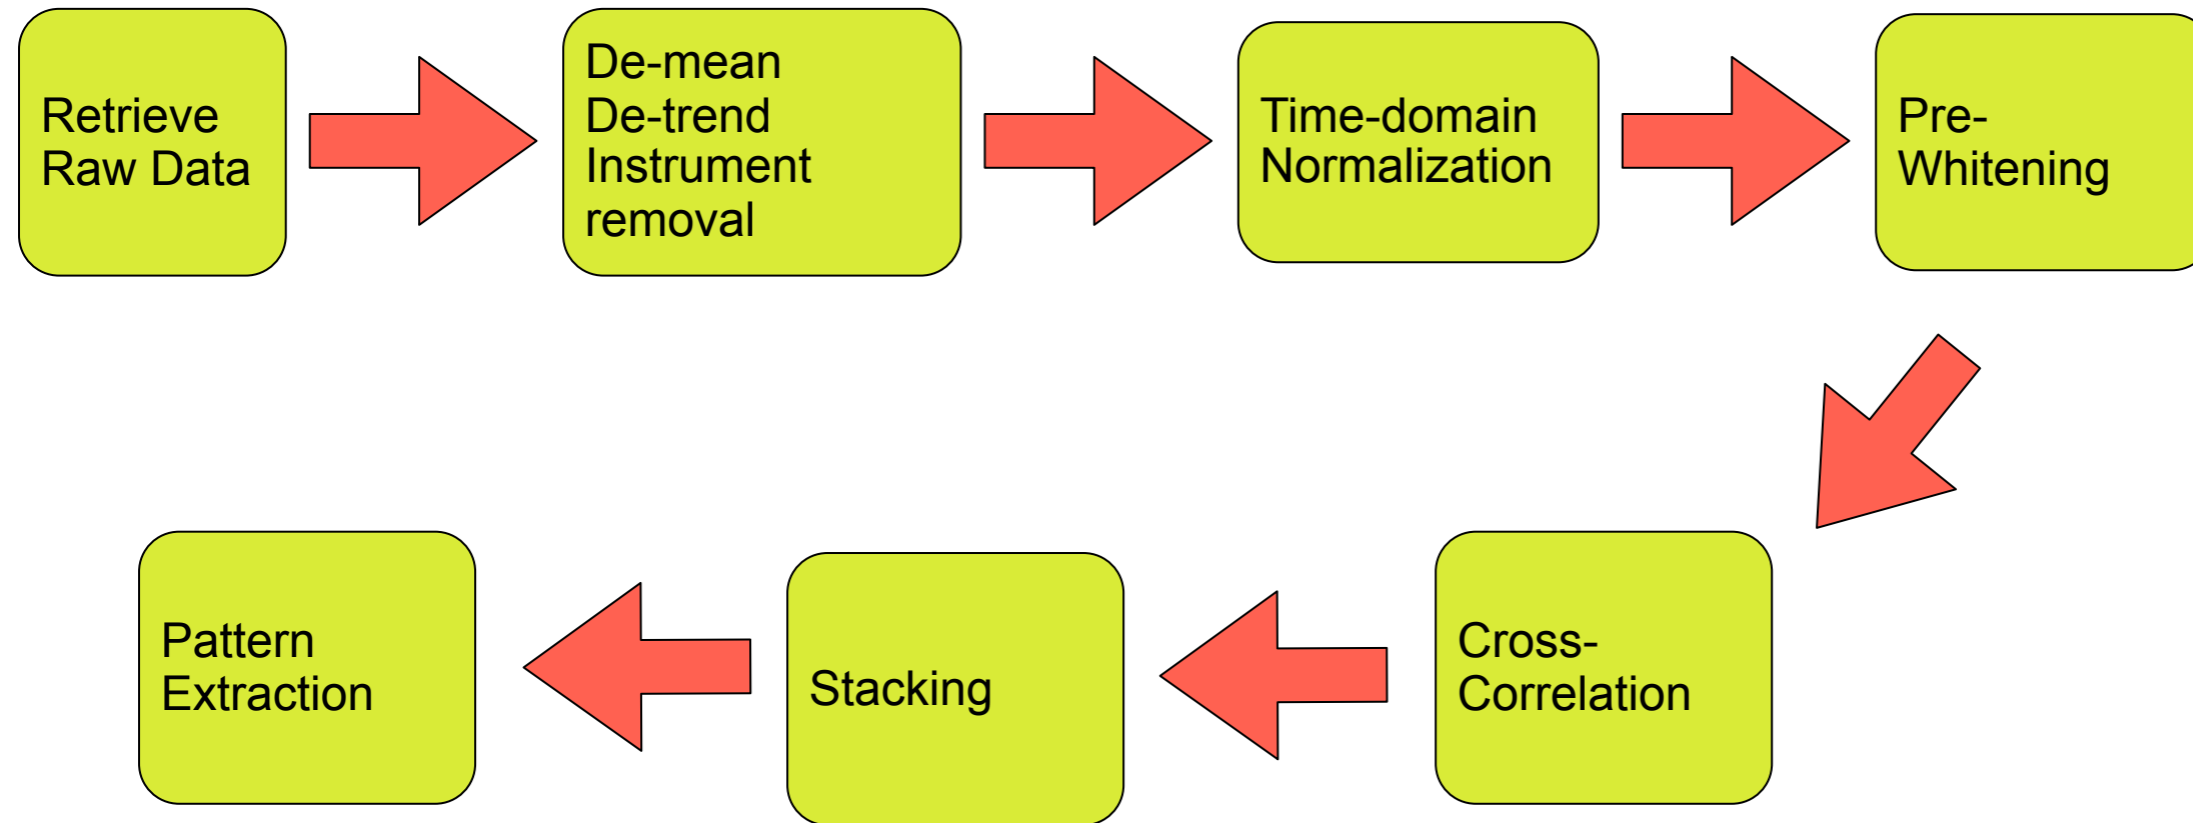 Retrieve
Raw Data
De-mean
De-trend
Instrument
removal
Time-domain
Normalization
Pre-
Whitening
Cross-
Correlation
Stacking
Pattern
Extraction